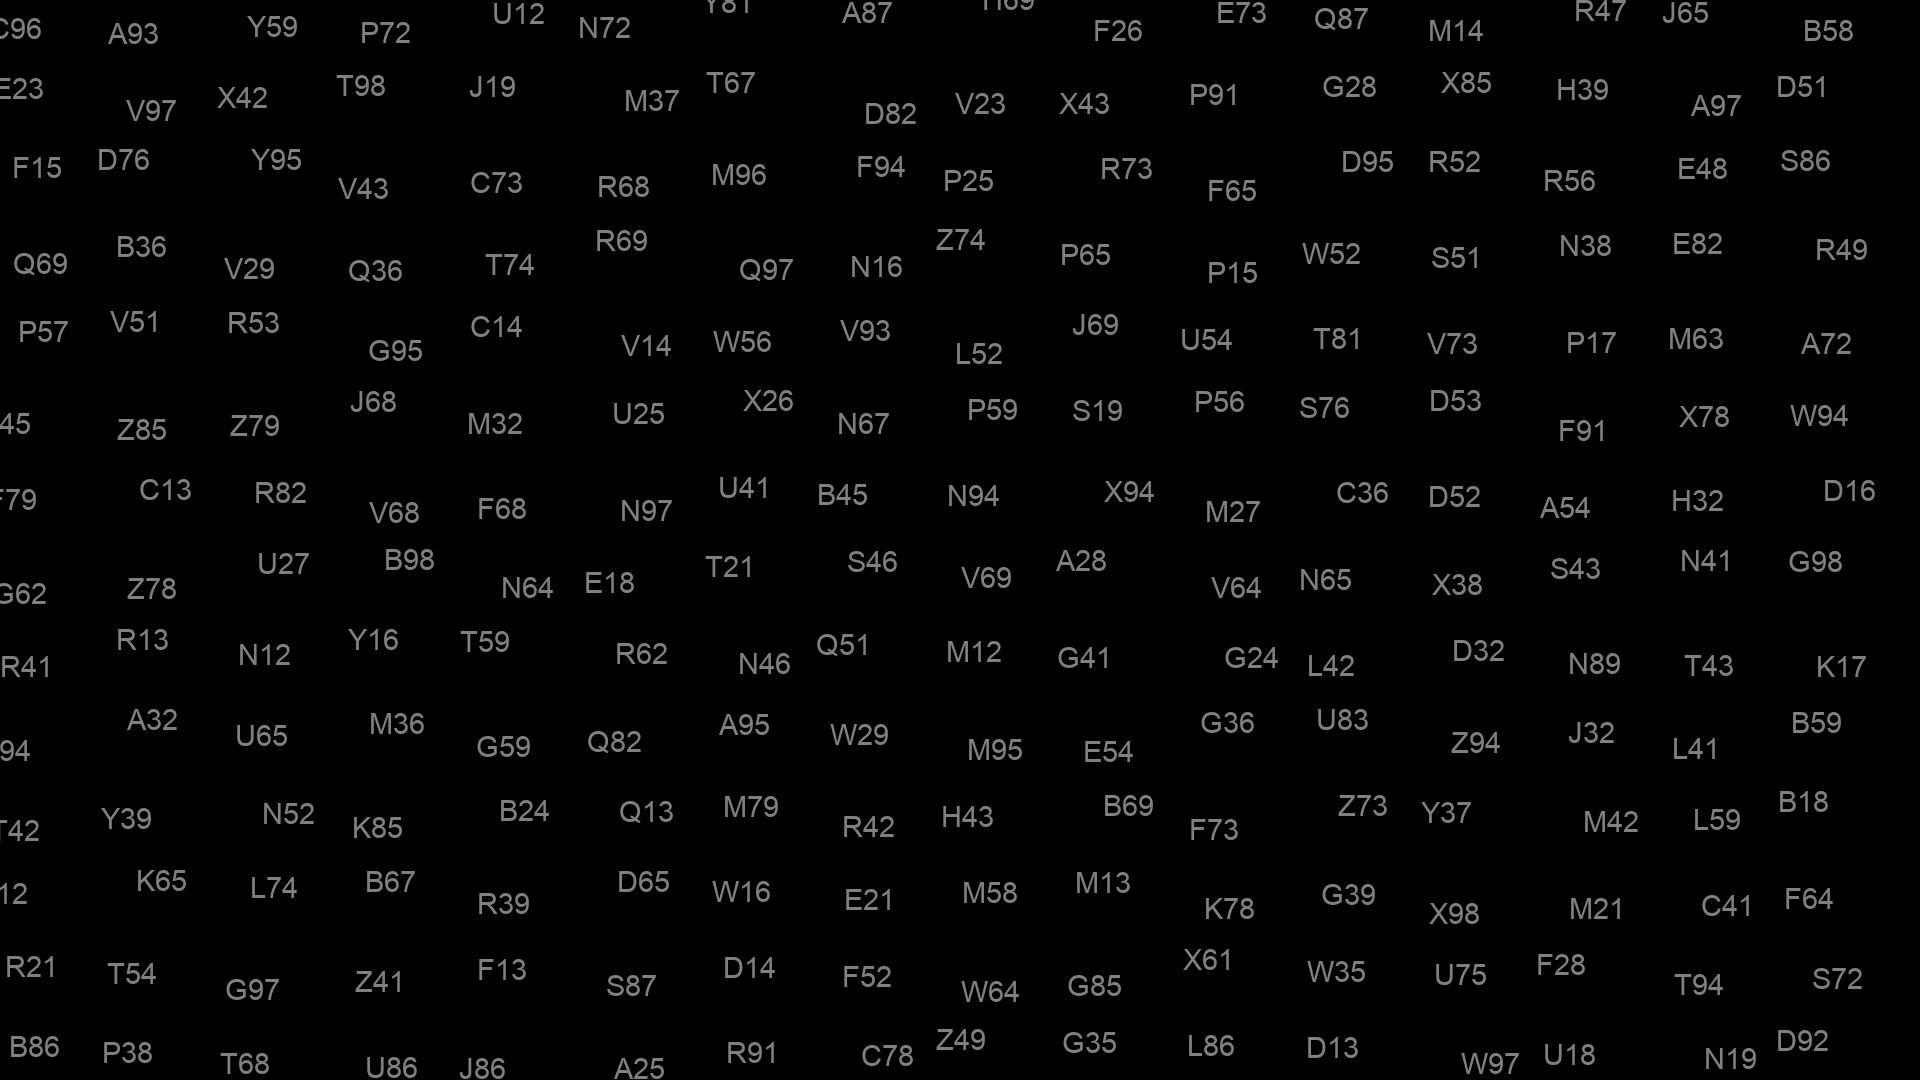 C96 A93 Y59 P72 U12 N72 Y81 A87 H69 F26 E73 Q87 M14 R47 J65 B58
E23 V97 X42 T98 J19 M37 T67 D82 V23 X43 P91 G28 X85 H39 A97 D51
F15 D76 Y95 V43 C73 R68 M96 F94 P25 R73 F65 D95 R52 R56 E48 S86
Q69 B36 V29 Q36 T74 R69 Q97 N16 Z74 P65 P15 W52 S51 N38 E82 R49
P57 V51 R53 G95 C14 V14 W56 V93 L52 J69 U54 T81 V73 P17 M63 A72
45 Z85 Z79 J68 M32 U25 X26 N67 P59 S19 P56 S76 D53 F91 X78 W94
F79 C13 R82 V68 F68 N97 U41 B45 N94 X94 M27 C36 D52 A54 H32 D16
G62 Z78 U27 B98 N64 E18 T21 S46 V69 A28 V64 N65 X38 S43 N41 G98
R41 R13 N12 Y16 T59 R62 N46 Q51 M12 G41 G24 L42 D32 N89 T43 K17
94 A32 U65 M36 G59 Q82 A95 W29 M95 E54 G36 U83 Z94 J32 L41 B59
T42 Y39 N52 K85 B24 Q13 M79 R42 H43 B69 F73 Z73 Y37 M42 L59 B18
12 K65 L74 B67 R39 D65 W16 E21 M58 M13 K78 G39 X98 M21 C41 F64
R21 T54 G97 Z41 F13 S87 D14 F52 W64 G85 X61 W35 U75 F28 T94 S72
B86 P38 T68 U86 J86 A25 R91 C78 Z49 G35 L86 D13 W97 U18 N19 D92